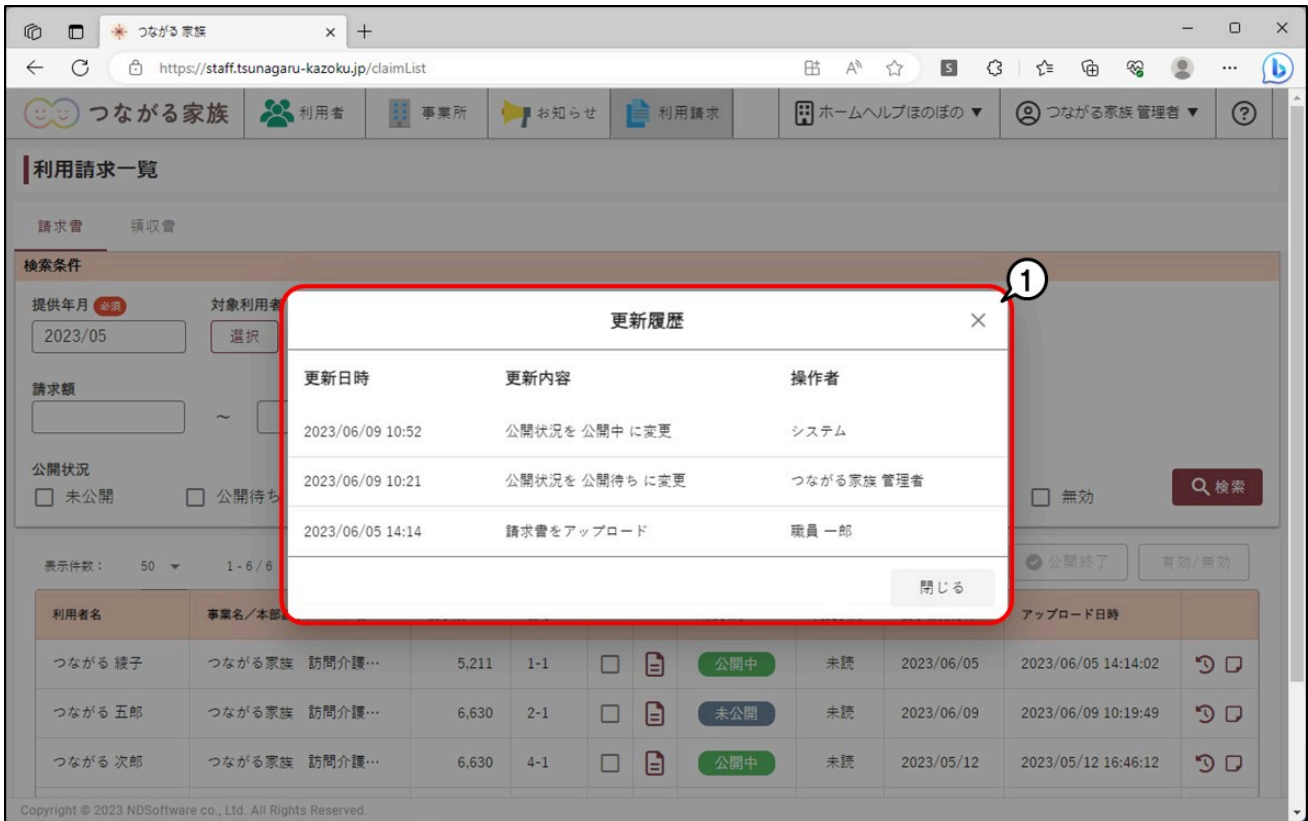 つながる 家族
https://staff.tsunagaru-kazoku.jp/claimList
つながる家族 利用者 事業所 お知らせ 利用請求 ホームヘルプほのぼの ▼ つながる家族 管理者 ▼ ?
利用請求一覧
請求書 領収書
検索条件
①
提供年月 必須 対象利用者
2023/05 選択
請求額
～
公開状況
未公開 公開待ち 無効 検索
更新履歴 ×
更新日時 更新内容 操作者
2023/06/09 10:52 公開状況を 公開中 に変更 システム
2023/06/09 10:21 公開状況を 公開待ち に変更 つながる家族 管理者
2023/06/05 14:14 請求書をアップロード 職員 一郎
閉じる
表示件数： 50 1 - 6 / 6 公開終了 有効/無効
利用者名 事業名/本部 アップロード日時
つながる 綾子 つながる家族 訪問介護… 5,211 1-1 公開中 未読 2023/06/05 2023/06/05 14:14:02
つながる 五郎 つながる家族 訪問介護… 6,630 2-1 未公開 未読 2023/06/09 2023/06/09 10:19:49
つながる 次郎 つながる家族 訪問介護… 6,630 4-1 公開中 未読 2023/05/12 2023/05/12 16:46:12
Copyright © 2023 NDSoftware co., Ltd. All Rights Reserved.